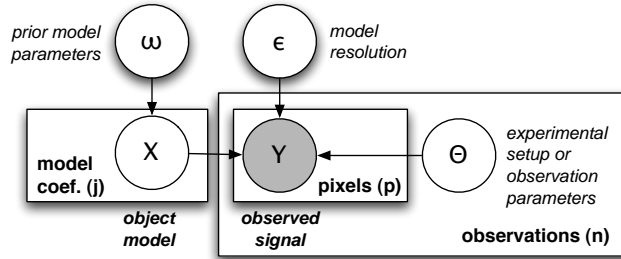 prior model
parameters
ω
ϵ
model
resolution
model
coef. (j)
X
Y
pixels (p)
Θ
experimental
setup or
observation
parameters
object
model
observed
signal
observations (n)